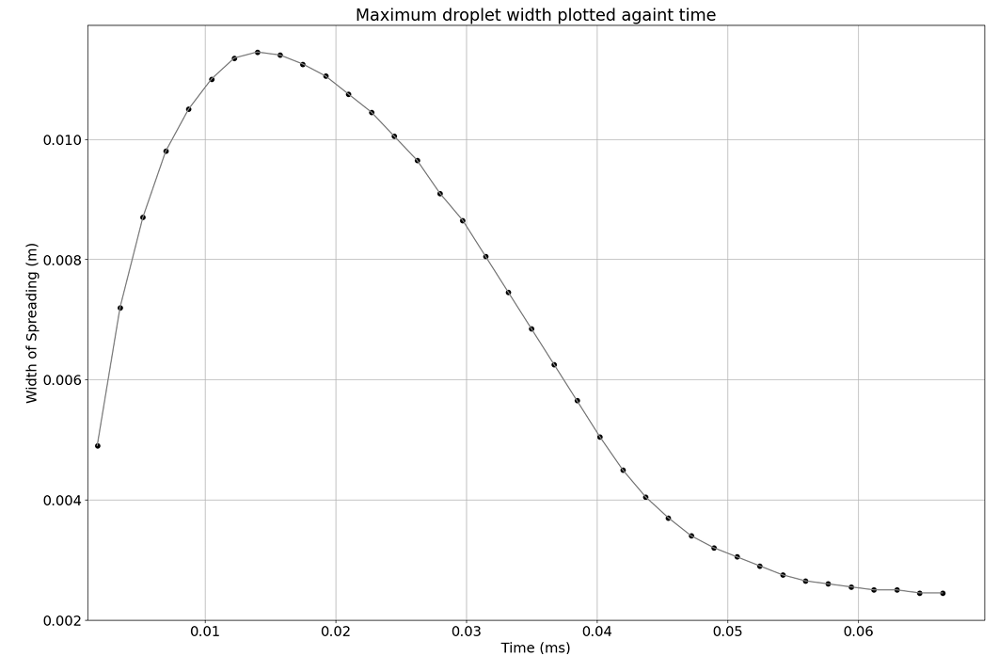 Maximum droplet width plotted againt time
Width of Spreading (m)
0.010
0.008
0.006
0.004
0.002
0.01 0.02 0.03 0.04 0.05 0.06
Time (ms)